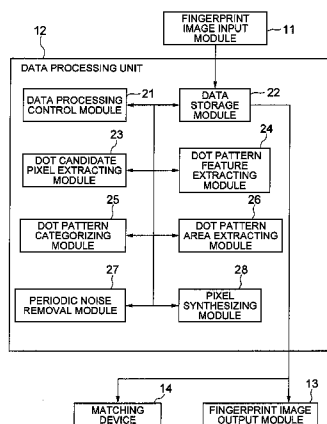 FINGERPRINT
IMAGE INPUT
MODULE
11
12
DATA PROCESSING UNIT
21
DATA PROCESSING
CONTROL MODULE
22
DATA
STORAGE
MODULE
23
DOT CANDIDATE
PIXEL EXTRACTING
MODULE
24
DOT PATTERN
FEATURE
EXTRACTING
MODULE
25
DOT PATTERN
CATEGORIZING
MODULE
26
DOT PATTERN
AREA EXTRACTING
MODULE
27
PERIODIC NOISE
REMOVAL MODULE
28
PIXEL
SYNTHESIZING
MODULE
14
MATCHING
DEVICE
13
FINGERPRINT IMAGE
OUTPUT MODULE